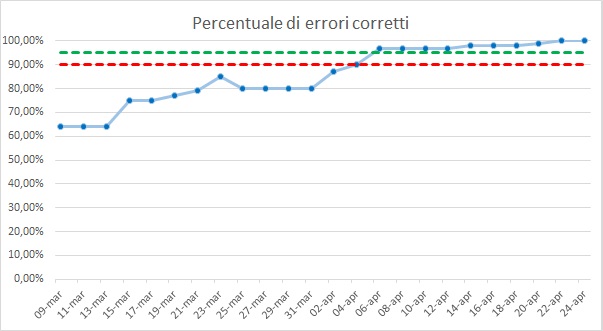 Percentuale di errori corretti
100,00%
90,00%
80,00%
70,00%
60,00%
50,00%
40,00%
30,00%
20,00%
10,00%
0,00%
09-mar
11-mar
13-mar
15-mar
17-mar
19-mar
21-mar
23-mar
25-mar
27-mar
29-mar
31-mar
02-apr
04-apr
06-apr
08-apr
10-apr
12-apr
14-apr
16-apr
18-apr
20-apr
22-apr
24-apr